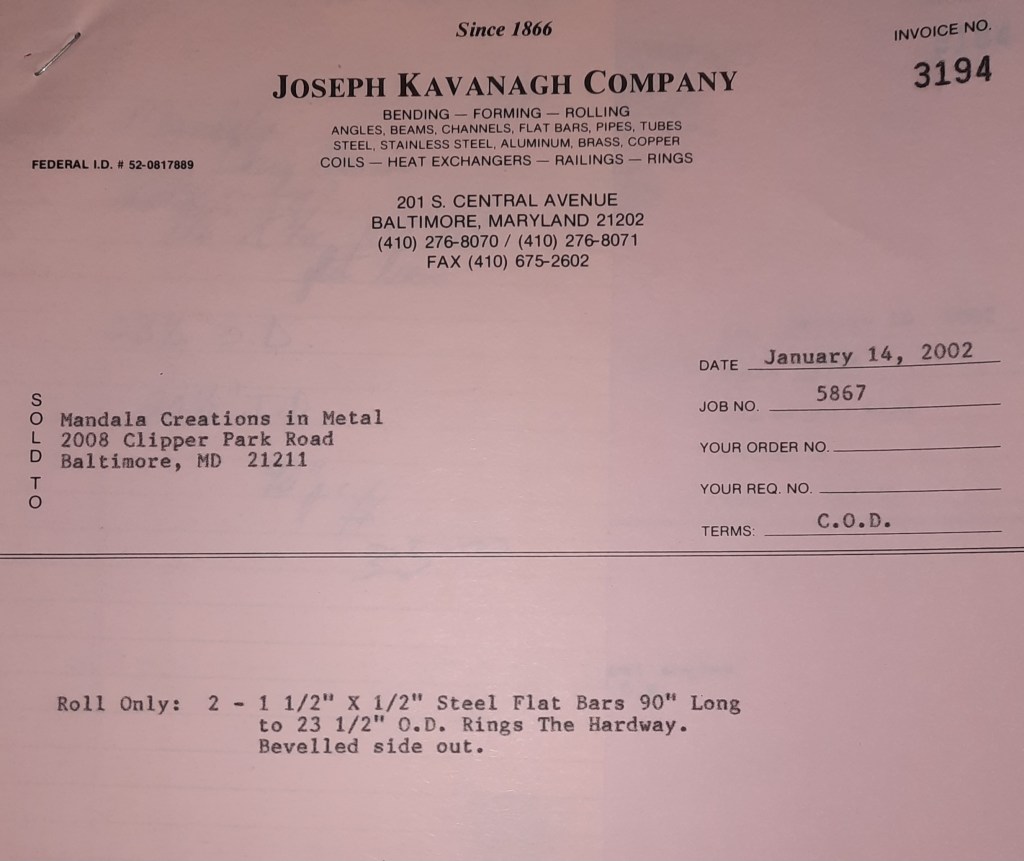 Since 1866
INVOICE NO.
3194
JOSEPH KAVANAGH COMPANY
BENDING — FORMING — ROLLING
ANGLES, BEAMS, CHANNELS, FLAT BARS, PIPES, TUBES
STEEL, STAINLESS STEEL, ALUMINUM, BRASS, COPPER
COILS — HEAT EXCHANGERS — RAILINGS — RINGS
FEDERAL I.D. # 52-0817889
201 S. CENTRAL AVENUE
BALTIMORE, MARYLAND 21202
(410) 276-8070 / (410) 276-8071
FAX (410) 675-2602
DATE January 14, 2002
JOB NO. 5867
YOUR ORDER NO.
YOUR REQ. NO.
TERMS: C.O.D.
SOLD TO
Mandala Creations in Metal
2008 Clipper Park Road
Baltimore, MD 21211
Roll Only: 2 - 1 1/2" X 1/2" Steel Flat Bars 90" Long
to 23 1/2" O.D. Rings The Hardway.
Bevelled side out.